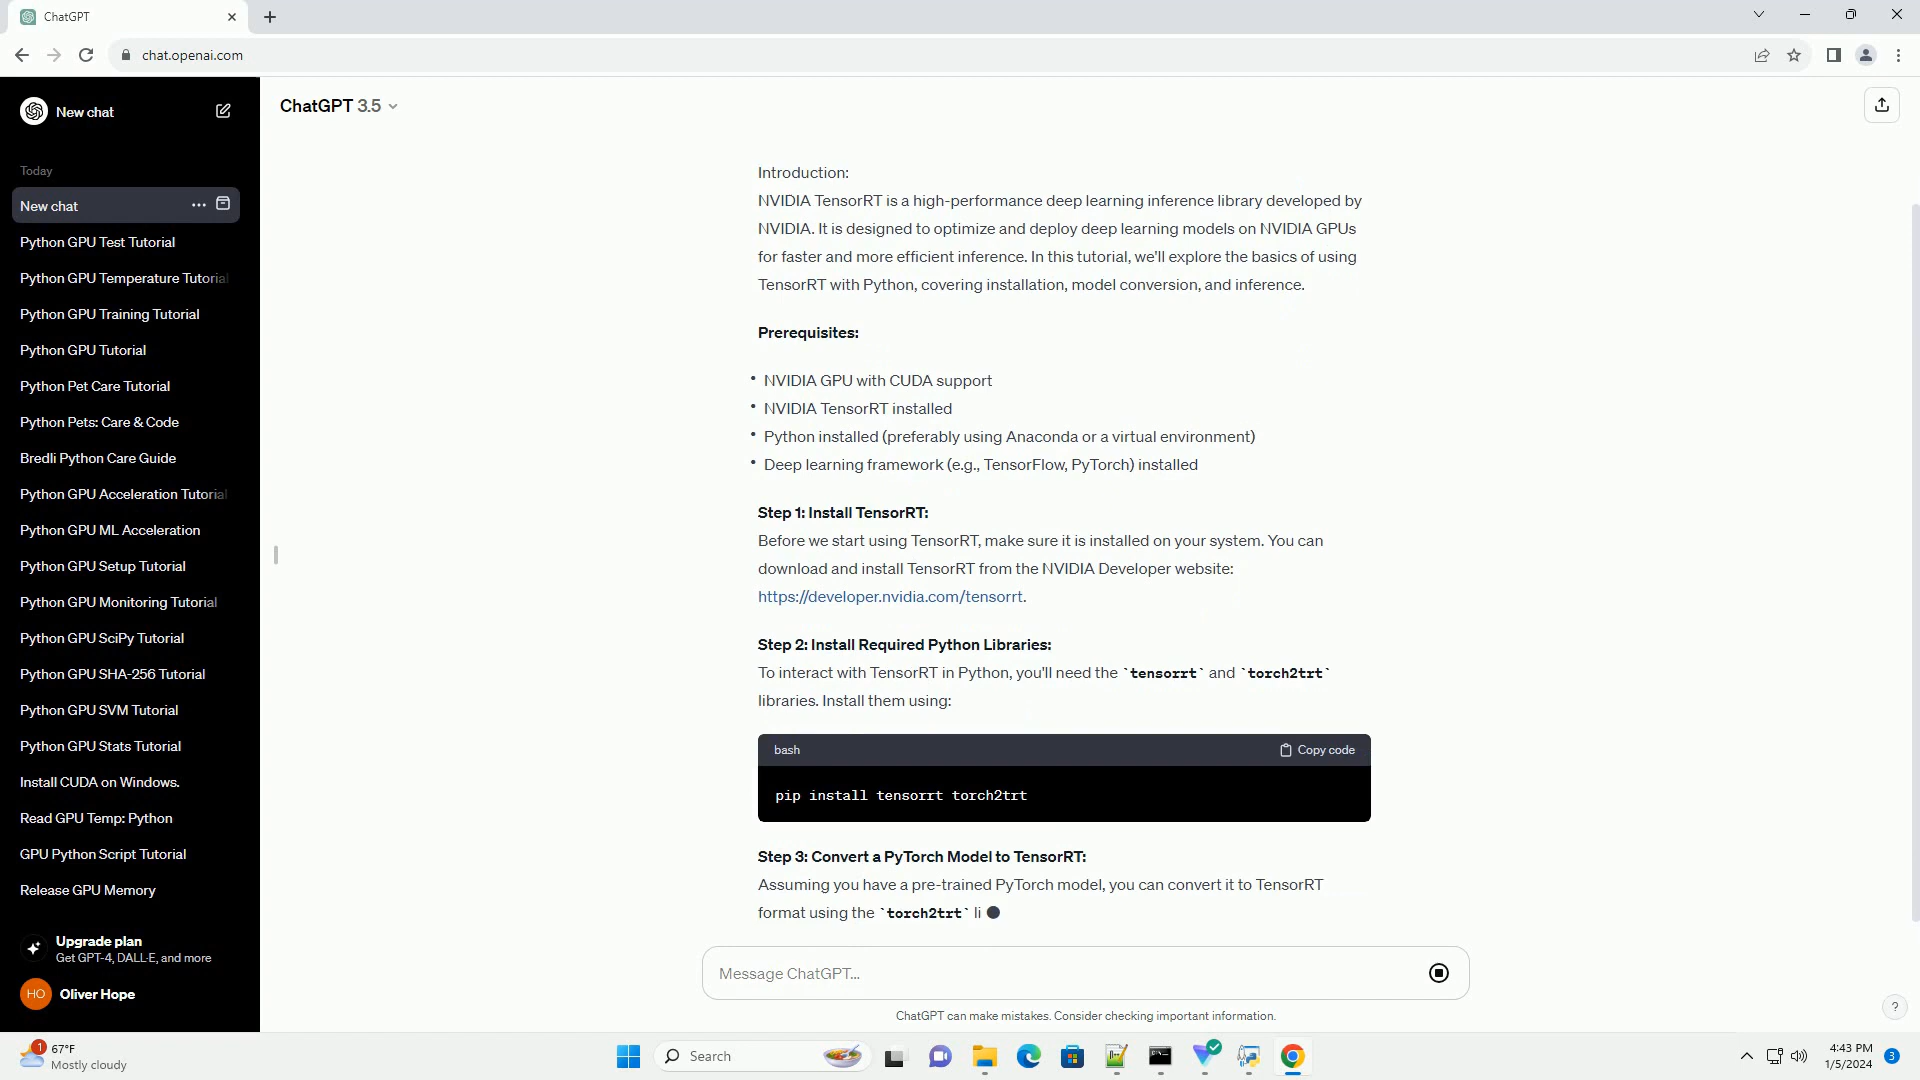 ChatGPT
chat.openai.com
New chat
Today
New chat
Python GPU Test Tutorial
Python GPU Temperature Tutorial
Python GPU Training Tutorial
Python GPU Tutorial
Python Pet Care Tutorial
Python Pets: Care & Code
Bredli Python Care Guide
Python GPU Acceleration Tutorial
Python GPU ML Acceleration
Python GPU Setup Tutorial
Python GPU Monitoring Tutorial
Python GPU SciPy Tutorial
Python GPU SHA-256 Tutorial
Python GPU SVM Tutorial
Python GPU Stats Tutorial
Install CUDA on Windows.
Read GPU Temp: Python
GPU Python Script Tutorial
Release GPU Memory
Upgrade plan
Get GPT-4, DALL·E, and more
HO Oliver Hope
ChatGPT 3.5
Introduction:
NVIDIA TensorRT is a high-performance deep learning inference library developed by
NVIDIA. It is designed to optimize and deploy deep learning models on NVIDIA GPUs
for faster and more efficient inference. In this tutorial, we'll explore the basics of using
TensorRT with Python, covering installation, model conversion, and inference.
Prerequisites:
• NVIDIA GPU with CUDA support
• NVIDIA TensorRT installed
• Python installed (preferably using Anaconda or a virtual environment)
• Deep learning framework (e.g., TensorFlow, PyTorch) installed
Step 1: Install TensorRT:
Before we start using TensorRT, make sure it is installed on your system. You can
download and install TensorRT from the NVIDIA Developer website:
https://developer.nvidia.com/tensorrt.
Step 2: Install Required Python Libraries:
To interact with TensorRT in Python, you'll need the `tensorrt` and `torch2trt`
libraries. Install them using:
bash Copy code
pip install tensorrt torch2trt
Step 3: Convert a PyTorch Model to TensorRT:
Assuming you have a pre-trained PyTorch model, you can convert it to TensorRT
format using the `torch2trt` li
Message ChatGPT...
ChatGPT can make mistakes. Consider checking important information.
?
1
67°F
Mostly cloudy
Search
4:43 PM
1/5/2024
3